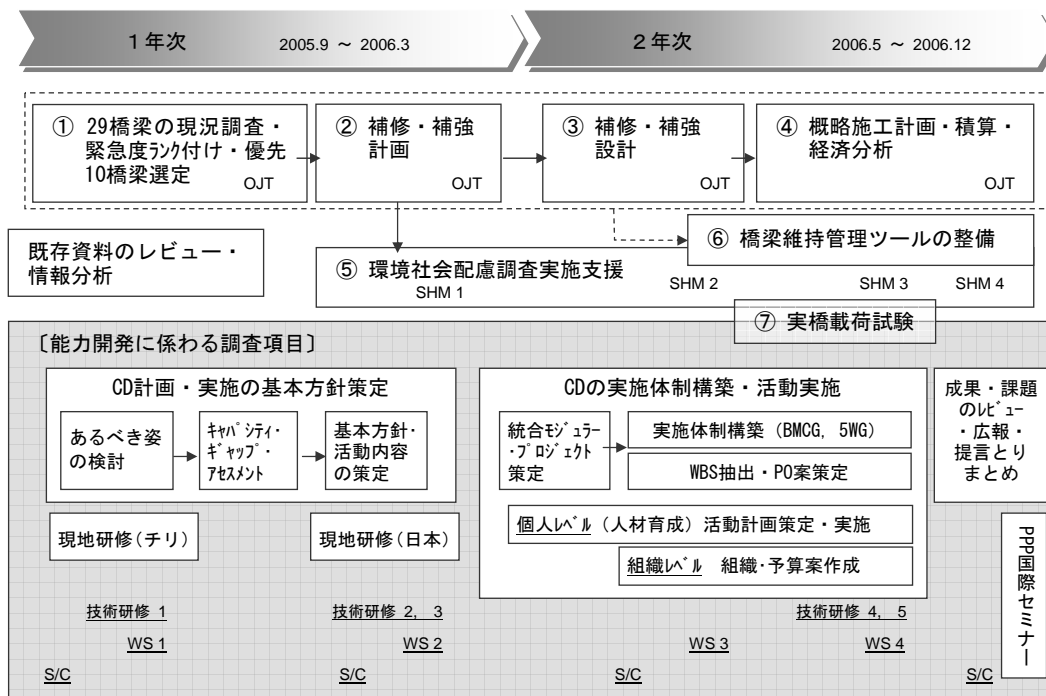 １年次 2005.9 ～ 2006.3
２年次 2006.5 ～ 2006.12
① 29橋梁の現況調査・
緊急度ﾗﾝｸ付け・優先
10橋梁選定
OJT
② 補修・補強
計画
OJT
③ 補修・補強
設計
OJT
④ 概略施工計画・積算・
経済分析
OJT
既存資料のレビュー・
情報分析
⑥ 橋梁維持管理ツールの整備
⑤ 環境社会配慮調査実施支援
SHM 1
SHM 2
SHM 3
SHM 4
⑦ 実橋載荷試験
〔能力開発に係わる調査項目〕
CD計画・実施の基本方針策定
あるべき姿
の検討
ｷｬﾊﾟｼﾃｨ・
ｷﾞｬｯﾌﾟ・
ｱｾｽﾒﾝﾄ
基本方針・
活動内容
の策定
CDの実施体制構築・活動実施
統合ﾓｼﾞｭﾗｰ
・ﾌﾟﾛｼﾞｪｸﾄ
策定
実施体制構築（BMCG, 5WG）
WBS抽出・PO案策定
個人ﾚﾍﾞﾙ（人材育成）活動計画策定・実施
組織ﾚﾍﾞﾙ 組織・予算案作成
成果・課題
のﾚﾋﾞｭｰ
・広報・
提言とり
まとめ
現地研修（チリ）
現地研修（日本）
PPP国際セミナー
技術研修 1
技術研修 2, 3
技術研修 4, 5
WS 1
WS 2
WS 3
WS 4
S/C
S/C
S/C
S/C